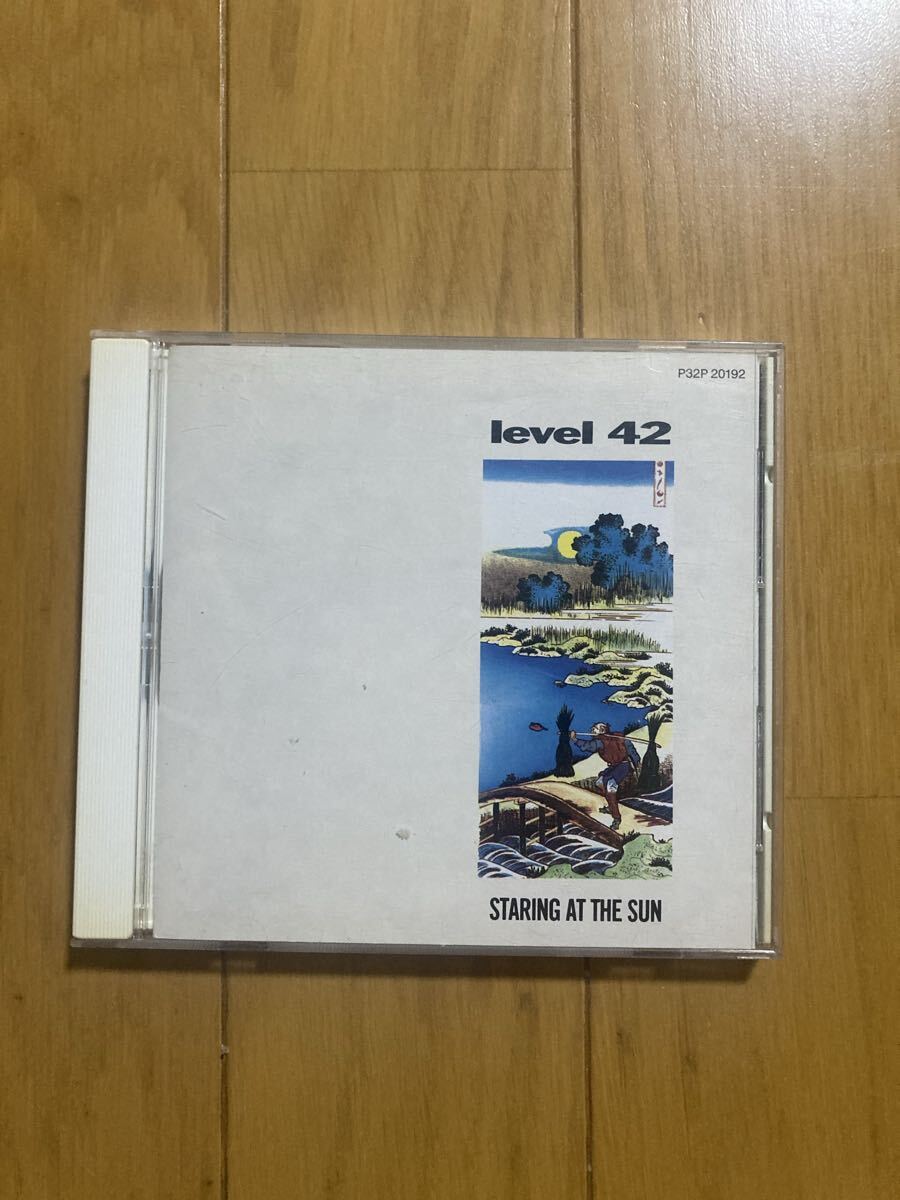 P32P 20192
level 42
STARING AT THE SUN